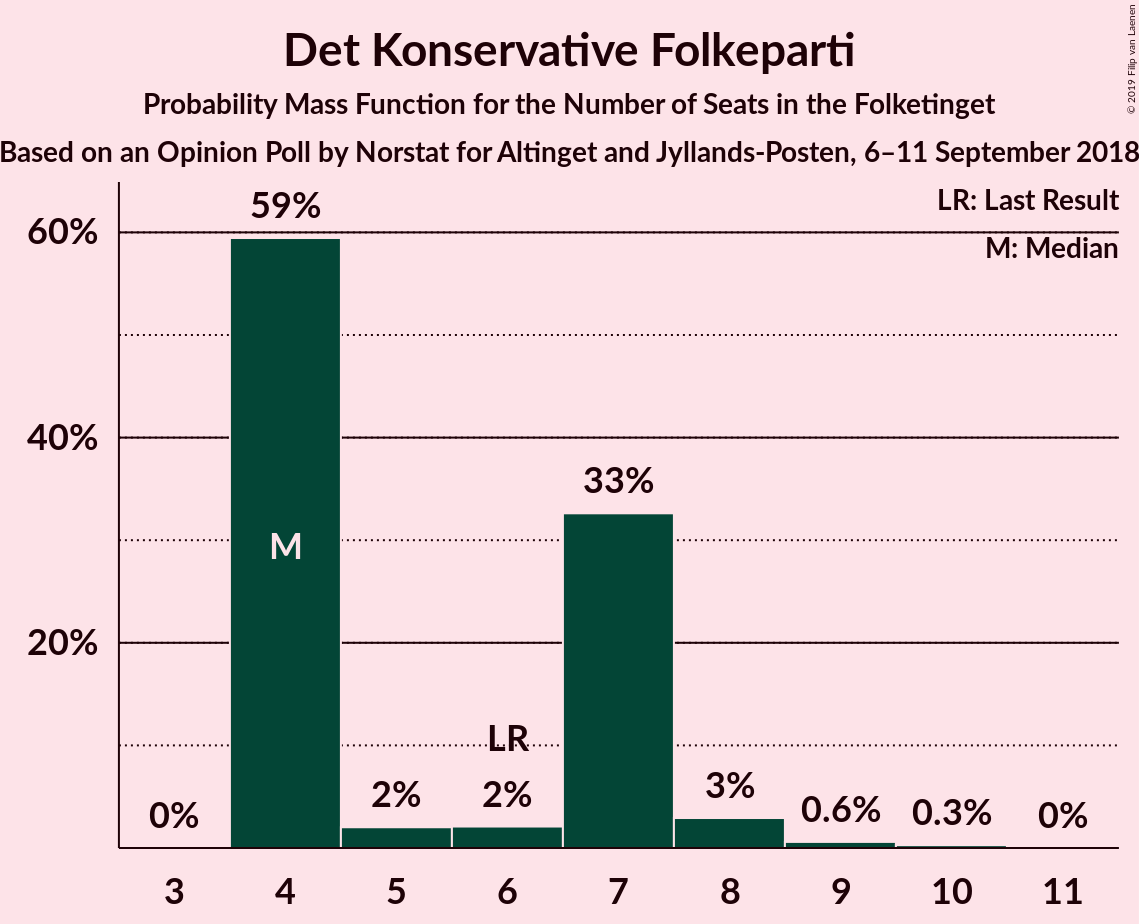 Det Konservative Folkeparti
Probability Mass Function for the Number of Seats in the Folketinget
Based on an Opinion Poll by Norstat for Altinget and Jyllands-Posten, 6–11 September 2018
© 2019 Filip van Laenen
LR: Last Result
M: Median
60%
40%
20%
0%
59%
2%
2%
33%
3%
0.6%
0.3%
0%
M
LR
3 4 5 6 7 8 9 10 11